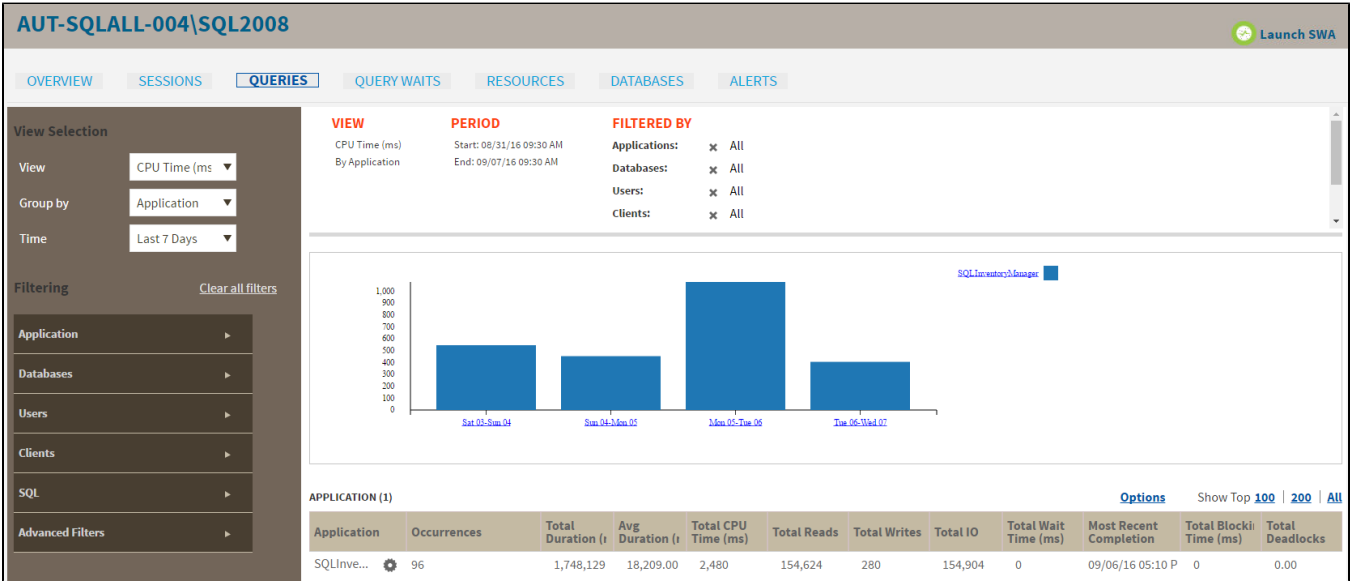 AUT-SQLALL-004\SQL2008
Launch SWA
OVERVIEW SESSIONS QUERIES QUERY WAITS RESOURCES DATABASES ALERTS
View Selection
View CPU Time (ms
Group by Application
Time Last 7 Days
Filtering Clear all filters
Application
Databases
Users
Clients
SQL
Advanced Filters
VIEW PERIOD FILTERED BY
CPU Time (ms) Start: 08/31/16 09:30 AM Applications: All
By Application End: 09/07/16 09:30 AM Databases: All
Users: All
Clients: All
SQLInventoryManager
1,000
900
800
700
600
500
400
300
200
100
0
Sat 03-Sun 04 Sun 04-Mon 05 Mon 05-Tue 06 Tue 06-Wed 07
APPLICATION (1) Options Show Top 100 | 200 | All
Application Occurrences Total Duration (r Avg Duration (r Total CPU Time (ms) Total Reads Total Writes Total IO Total Wait Time (ms) Most Recent Completion Total Blocki Time (ms) Total Deadlocks
SQLInve... 96 1,748,129 18,209.00 2,480 154,624 280 154,904 0 09/06/16 05:10 P 0 0.00